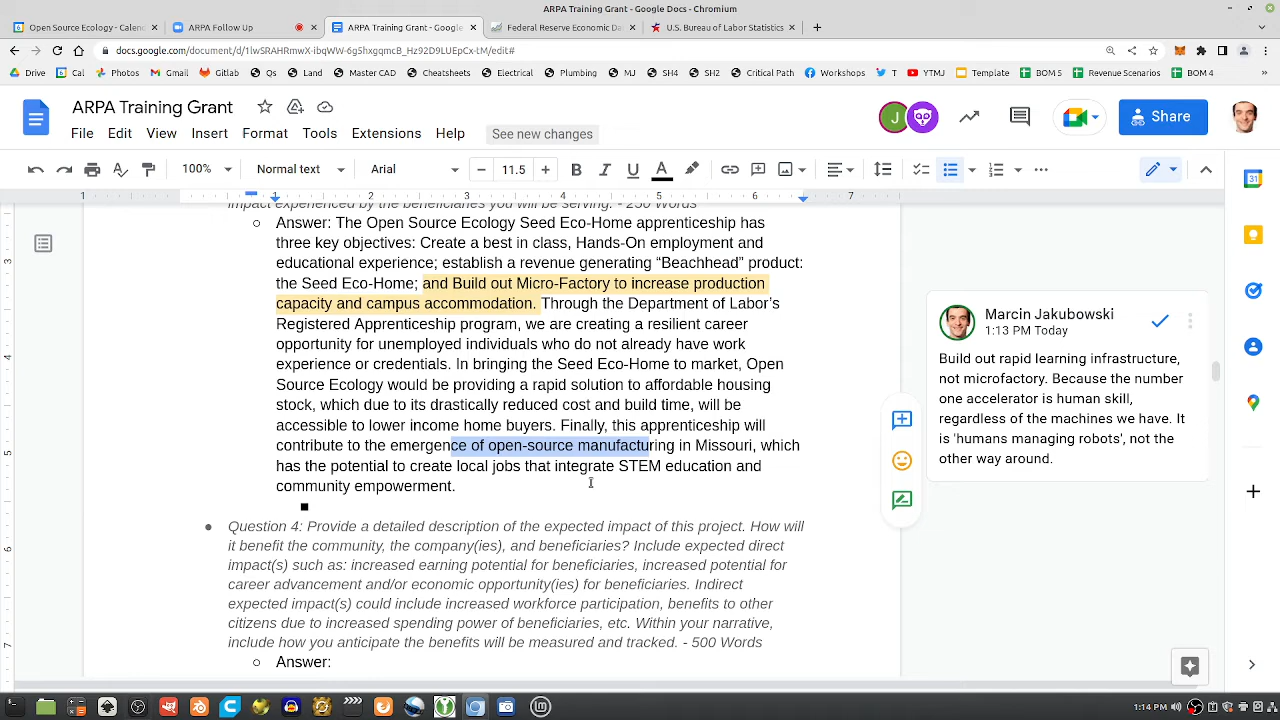 ARPA Training Grant - Google Docs - Chromium
Open Source Ecology - Calen
ARPA Follow Up
ARPA Training Grant - Google
Federal Reserve Economic Da
U.S. Bureau of Labor Statistics
docs.google.com/document/d/
Drive
Cal
Photos
Gmail
Gitlab
Qs
Land
Master CAD
Cheatsheets
Electrical
Plumbing
MJ
SH4
SH2
Critical Path
Workshops
T
YTMJ
Template
BOM 5
Revenue Scenarios
BOM 4
ARPA Training Grant
File Edit View Insert Format Tools Extensions Help See new changes
J
Share
100% Normal text Arial 11.5
1 1 2 3 4 5 6 7
impact experienced by the beneficiaries you will be serving. - 250 Words
Answer: The Open Source Ecology Seed Eco-Home apprenticeship has
three key objectives: Create a best in class, Hands-On employment and
educational experience; establish a revenue generating “Beachhead” product:
the Seed Eco-Home; and Build out Micro-Factory to increase production
capacity and campus accommodation. Through the Department of Labor’s
Registered Apprenticeship program, we are creating a resilient career
opportunity for unemployed individuals who do not already have work
experience or credentials. In bringing the Seed Eco-Home to market, Open
Source Ecology would be providing a rapid solution to affordable housing
stock, which due to its drastically reduced cost and build time, will be
accessible to lower income home buyers. Finally, this apprenticeship will
contribute to the emergence of open-source manufacturing in Missouri, which
has the potential to create local jobs that integrate STEM education and
community empowerment.
Question 4: Provide a detailed description of the expected impact of this project. How will
it benefit the community, the company(ies), and beneficiaries? Include expected direct
impact(s) such as: increased earning potential for beneficiaries, increased potential for
career advancement and/or economic opportunity(ies) for beneficiaries. Indirect
expected impact(s) could include increased workforce participation, benefits to other
citizens due to increased spending power of beneficiaries, etc. Within your narrative,
include how you anticipate the benefits will be measured and tracked. - 500 Words
Answer:
Marcin Jakubowski
1:13 PM Today
Build out rapid learning infrastructure,
not microfactory. Because the number
one accelerator is human skill,
regardless of the machines we have. It
is 'humans managing robots', not the
other way around.
3
4
5
6
7
31
1:14 PM